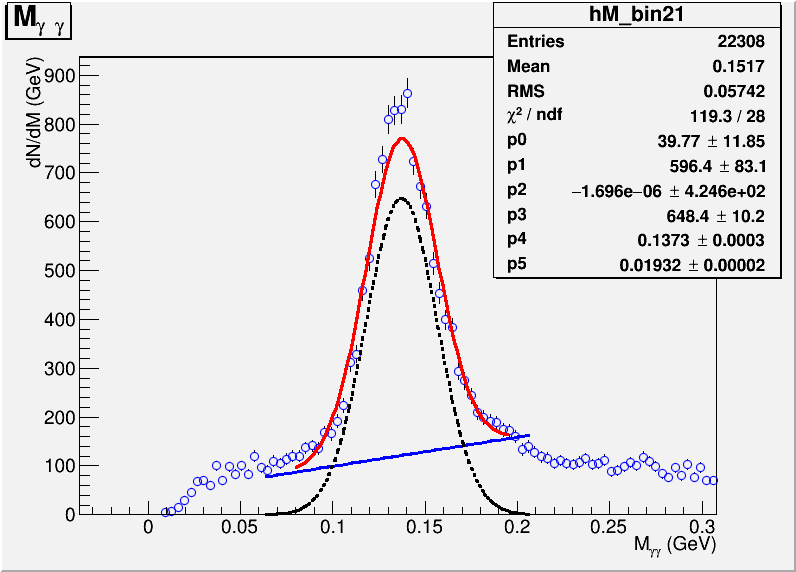 Mγ γ
hM_bin21
Entries 22308
Mean 0.1517
RMS 0.05742
χ² / ndf 119.3 / 28
p0 39.77 ± 11.85
p1 596.4 ± 83.1
p2 −1.696e−06 ± 4.246e+02
p3 648.4 ± 10.2
p4 0.1373 ± 0.0003
p5 0.01932 ± 0.00002
dN/dM (GeV)
900
800
700
600
500
400
300
200
100
0
0 0.05 0.1 0.15 0.2 0.25 0.3
Mγγ (GeV)